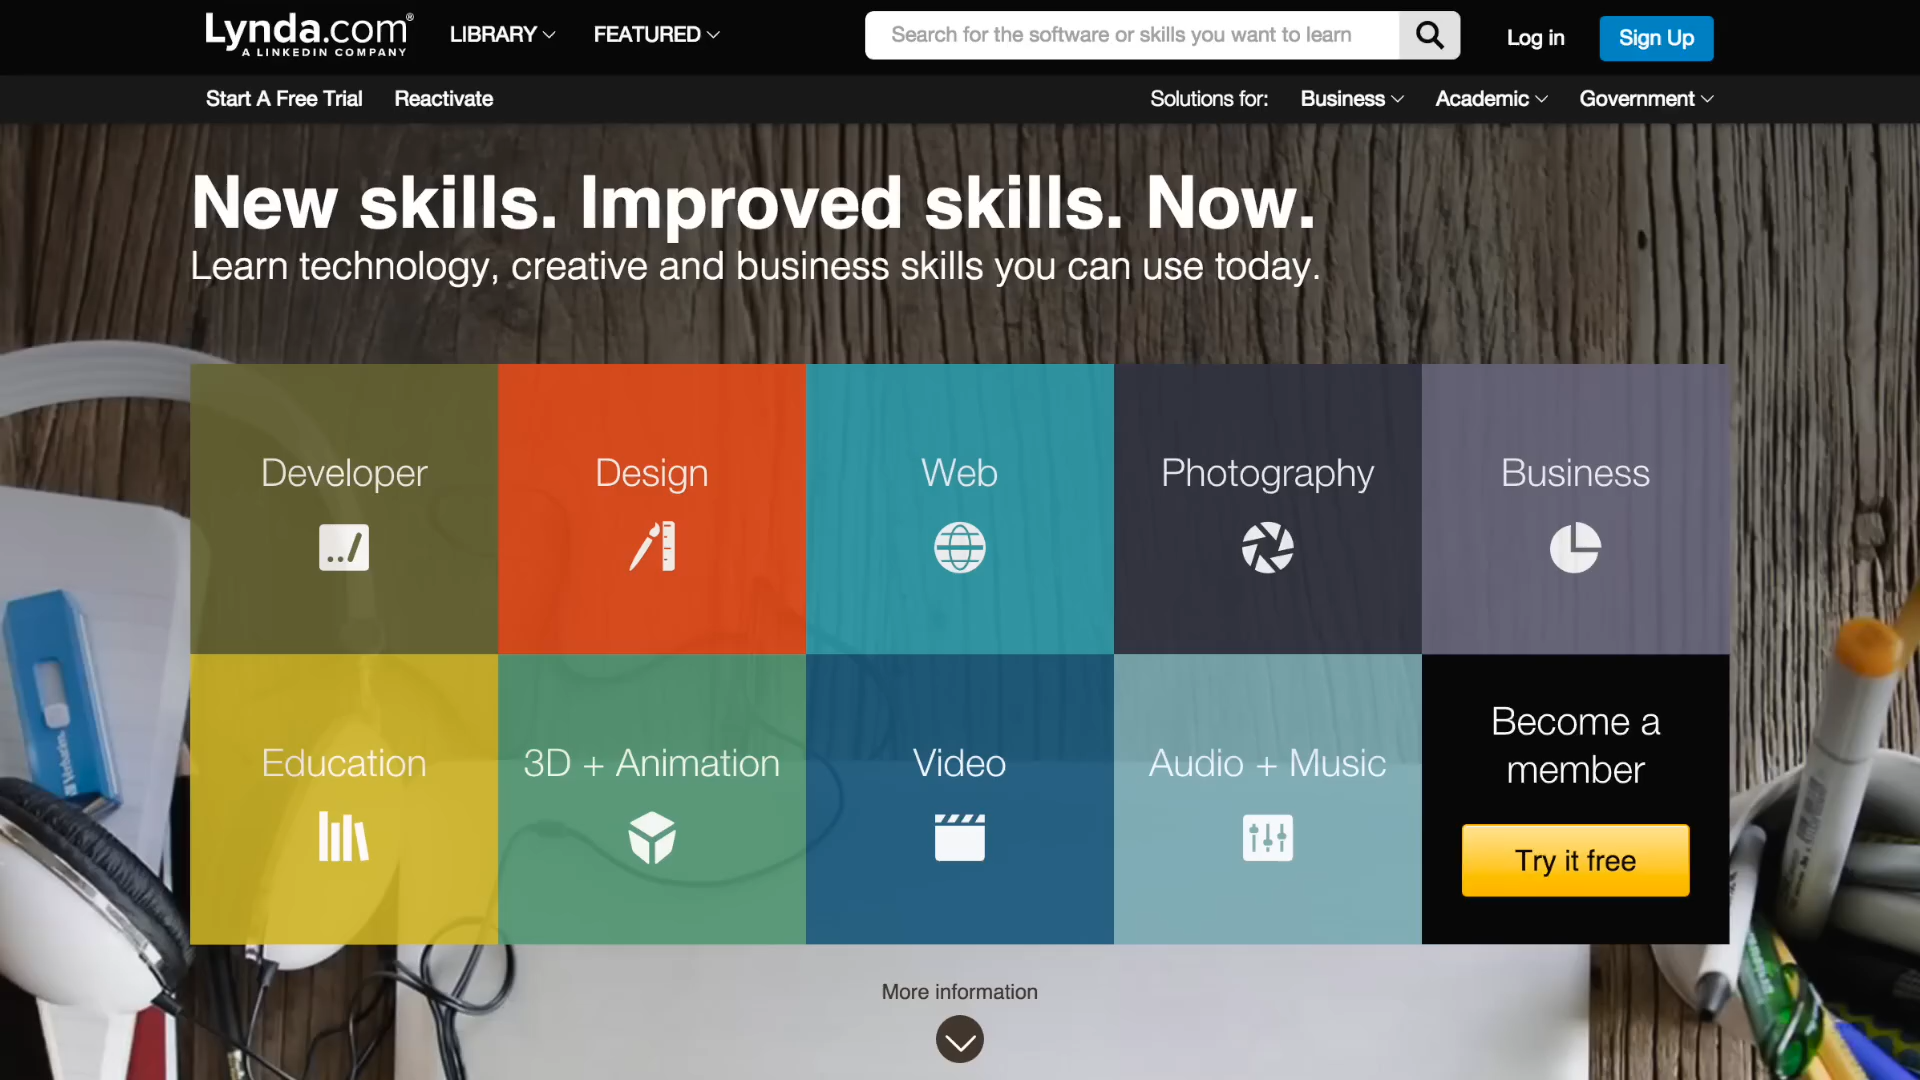 Lynda.com®
A LINKEDIN COMPANY
LIBRARY
FEATURED
Search for the software or skills you want to learn
Log in
Sign Up
Start A Free Trial
Reactivate
Solutions for:
Business
Academic
Government
New skills. Improved skills. Now.
Learn technology, creative and business skills you can use today.
Developer
Design
Web
Photography
Business
Education
3D + Animation
Video
Audio + Music
Become a
member
Try it free
More information
Verbatim